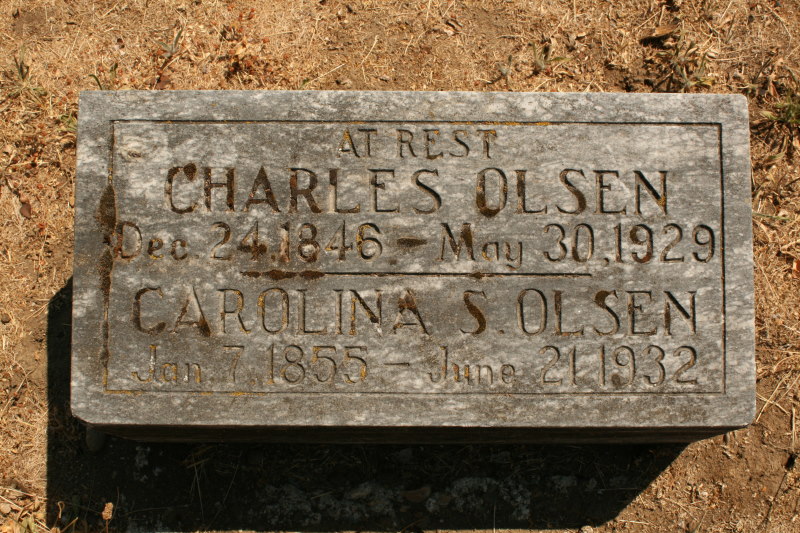 AT REST
CHARLES OLSEN
Dec. 24, 1846 – May 30, 1929
CAROLINA S. OLSEN
Jan. 7, 1855 – June 21, 1932